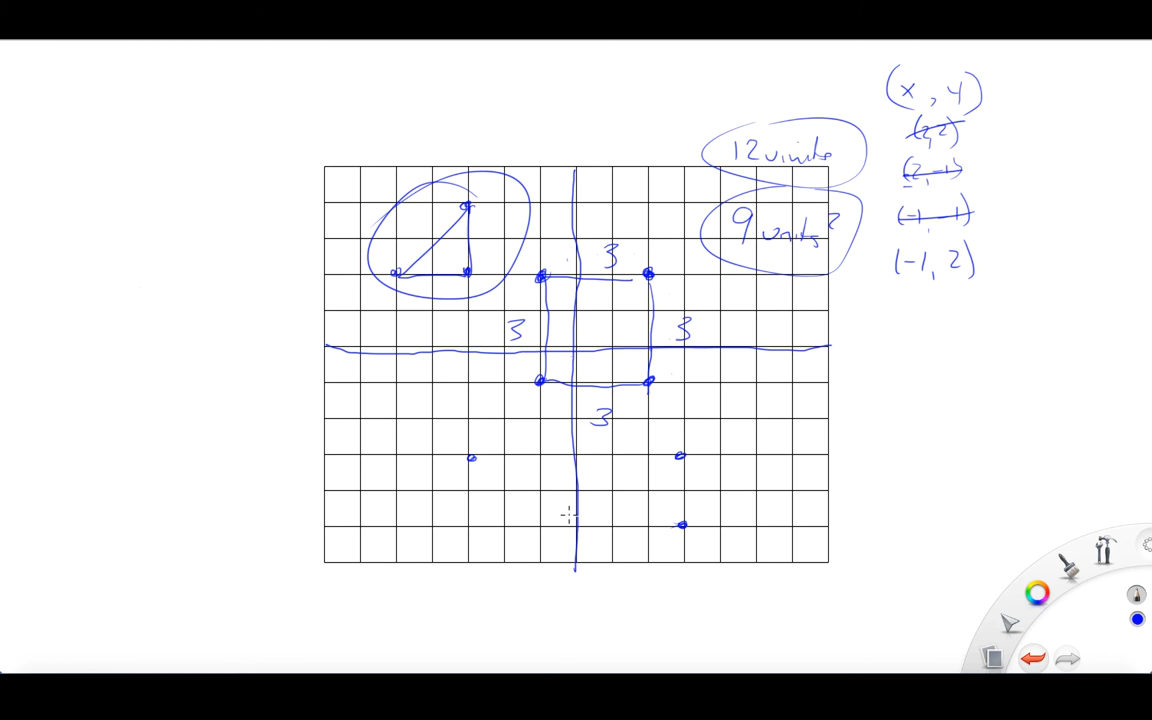 (x, y)
12 units
(2,2)
(2,-1)
9 units²
(-1,-1)
(-1, 2)
3
3
3
3